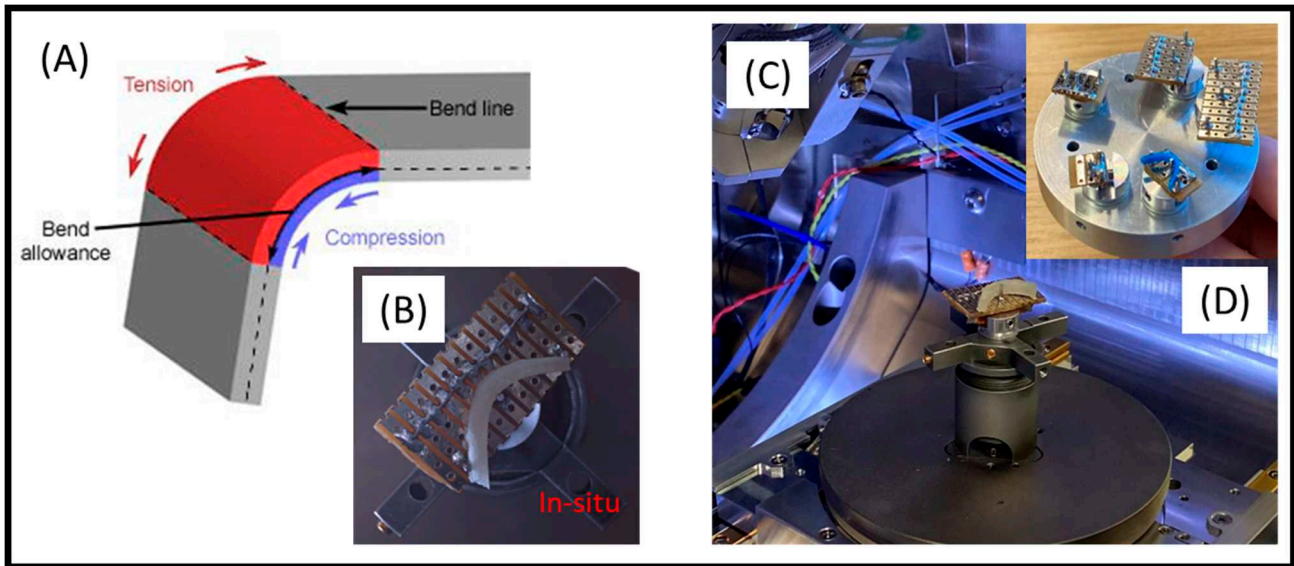 (A)
Tension
Bend line
Bend
allowance
Compression
(B)
In-situ
(C)
(D)